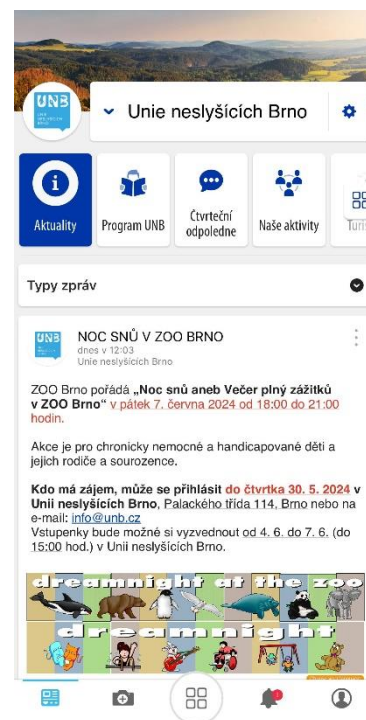 UNB
Unie neslyšících Brno
Aktuality
Program UNB
Čtvrteční
odpoledne
Naše aktivity
Typy zpráv
UNB
NOC SNŮ V ZOO BRNO
dnes v 12:03
Unie neslyšících Brno
ZOO Brno pořádá „Noc snů aneb Večer plný zážitků
v ZOO Brno“ v pátek 7. června 2024 od 18:00 do 21:00
hodin.
Akce je pro chronicky nemocné a handicapované děti a
jejich rodiče a sourozence.
Kdo má zájem, může se přihlásit do čtvrtka 30. 5. 2024 v
Unii neslyšících Brno, Palackého třída 114, Brno nebo na
e-mail: info@unb.cz
Vstupenky bude možné si vyzvednout od 4. 6. do 7. 6. (do
15:00 hod.) v Unii neslyšících Brno.
dreamnight at the zoo
dreamnight